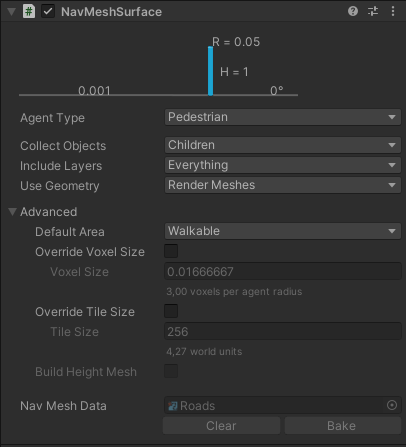 NavMeshSurface
R = 0.05
H = 1
0.001
0°
Agent Type Pedestrian
Collect Objects Children
Include Layers Everything
Use Geometry Render Meshes
Advanced
Default Area Walkable
Override Voxel Size
Voxel Size 0.01666667
3,00 voxels per agent radius
Override Tile Size
Tile Size 256
4,27 world units
Build Height Mesh
Nav Mesh Data Roads
Clear Bake